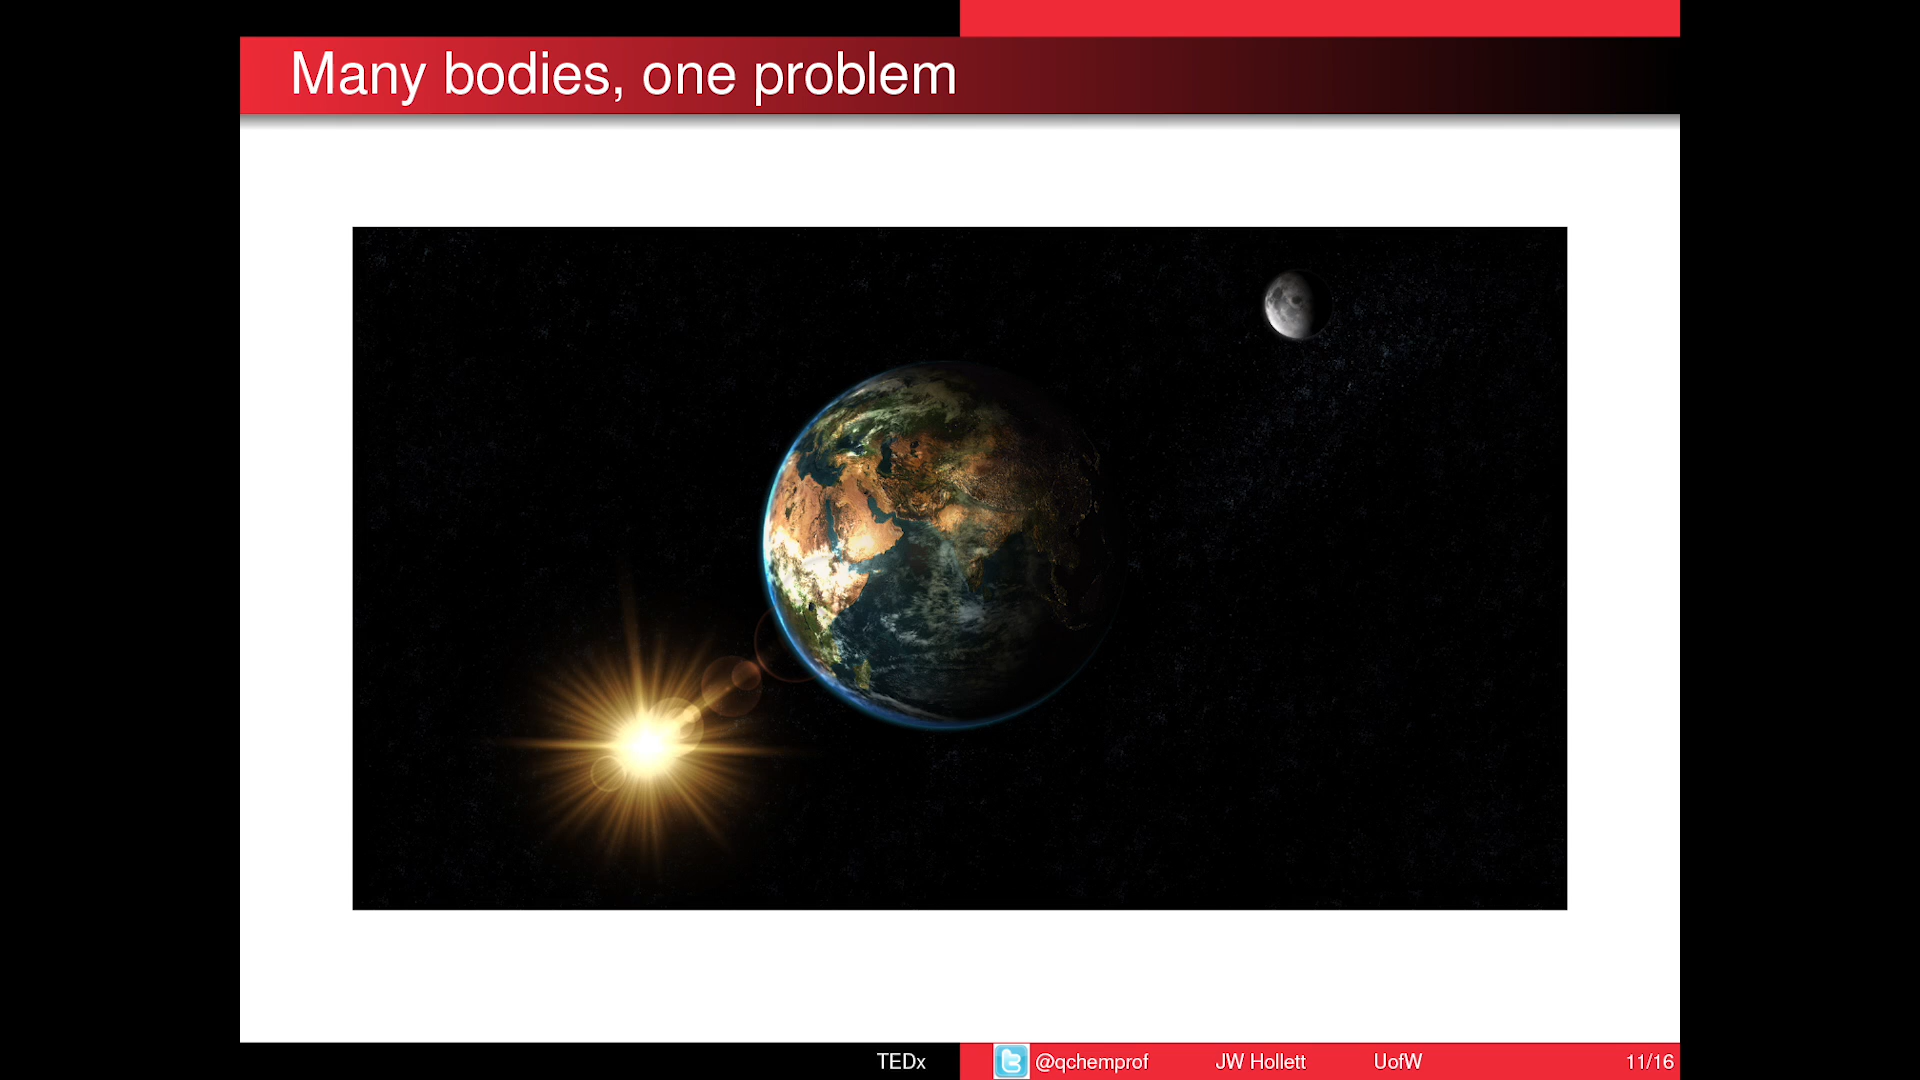 Many bodies, one problem
TEDx @qchemprof JW Hollett UofW 11/16